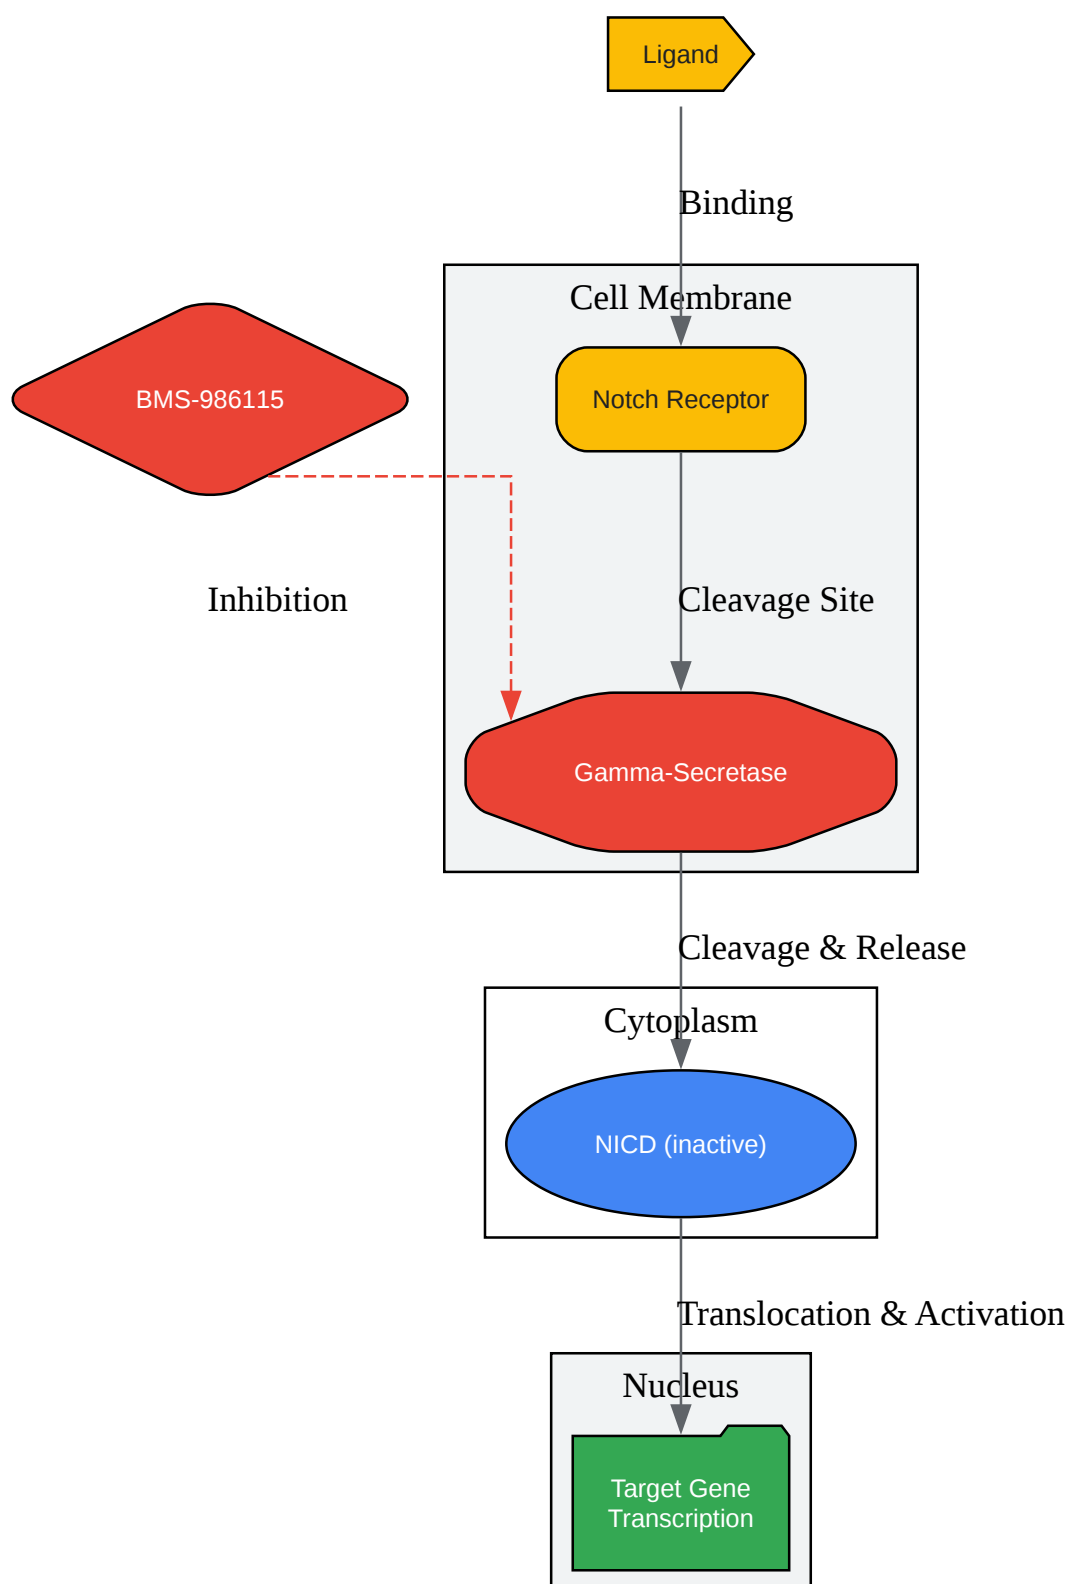 Ligand
Binding
Cell Membrane
BMS-986115
Notch Receptor
Inhibition
Cleavage Site
Gamma-Secretase
Cleavage & Release
Cytoplasm
NICD (inactive)
Translocation & Activation
Nucleus
Target Gene
Transcription